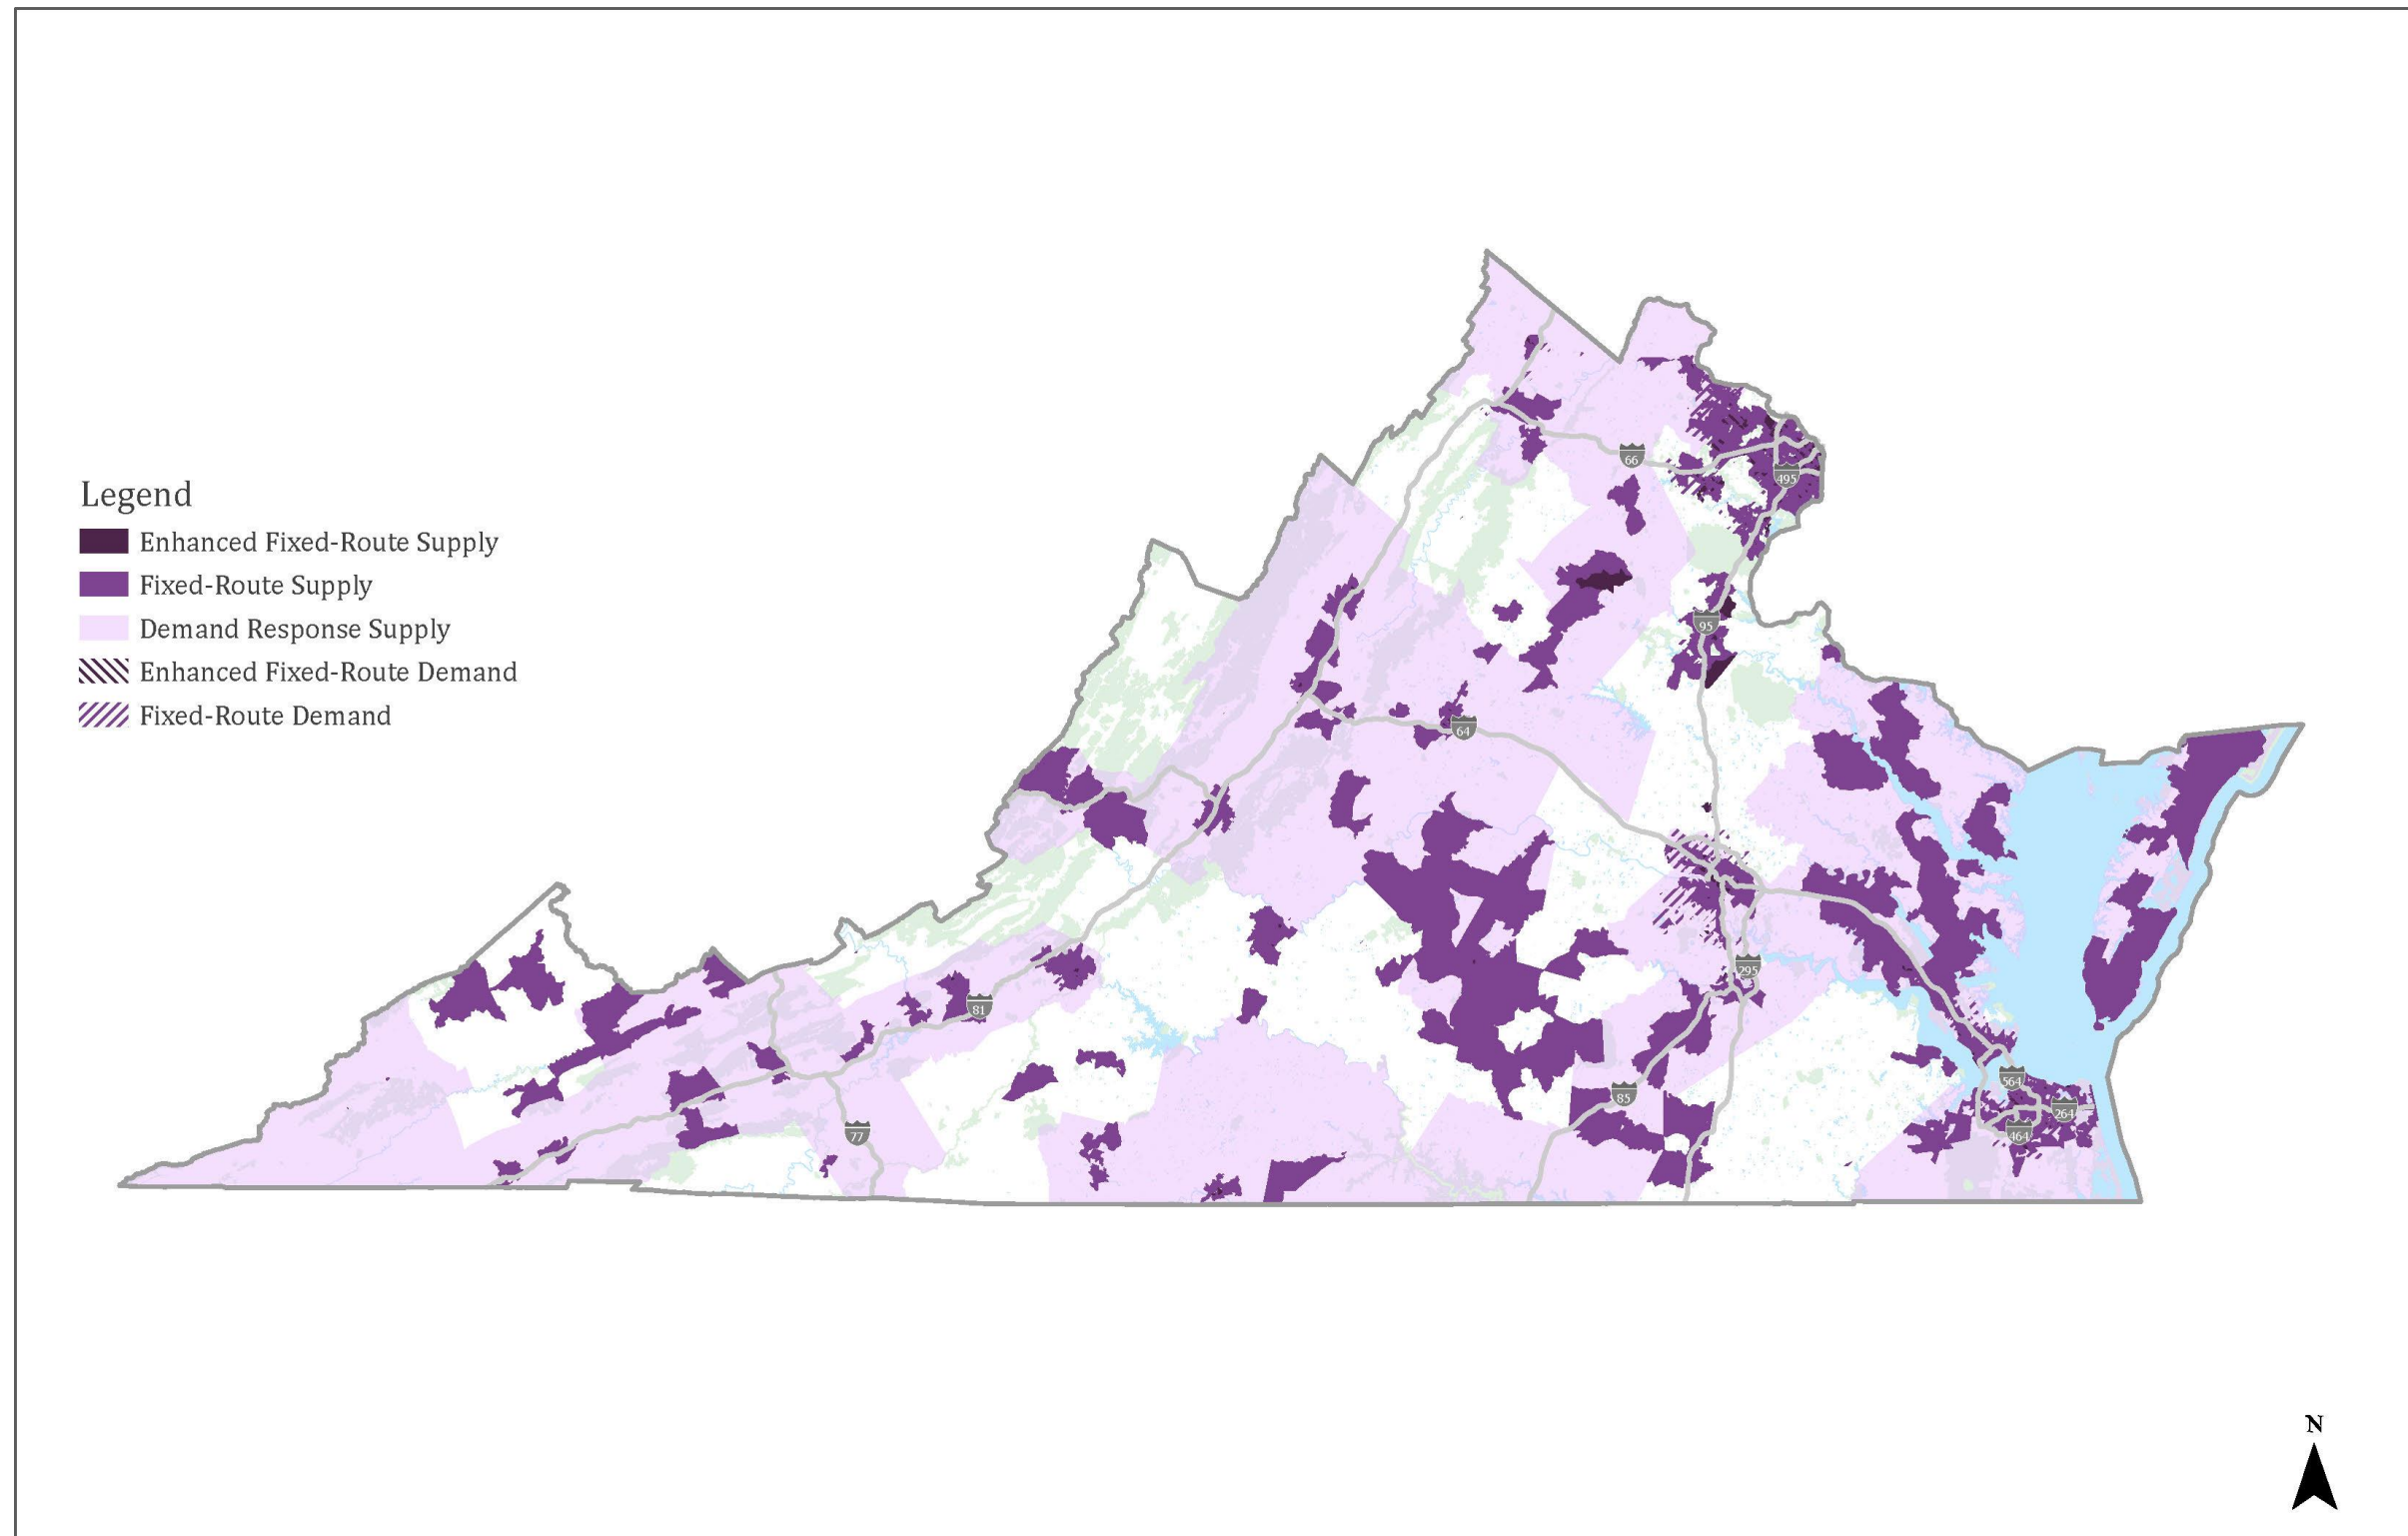 Legend
Enhanced Fixed-Route Supply
Fixed-Route Supply
Demand Response Supply
Enhanced Fixed-Route Demand
Fixed-Route Demand
66
495
95
64
295
81
85
77
564
264
464
N